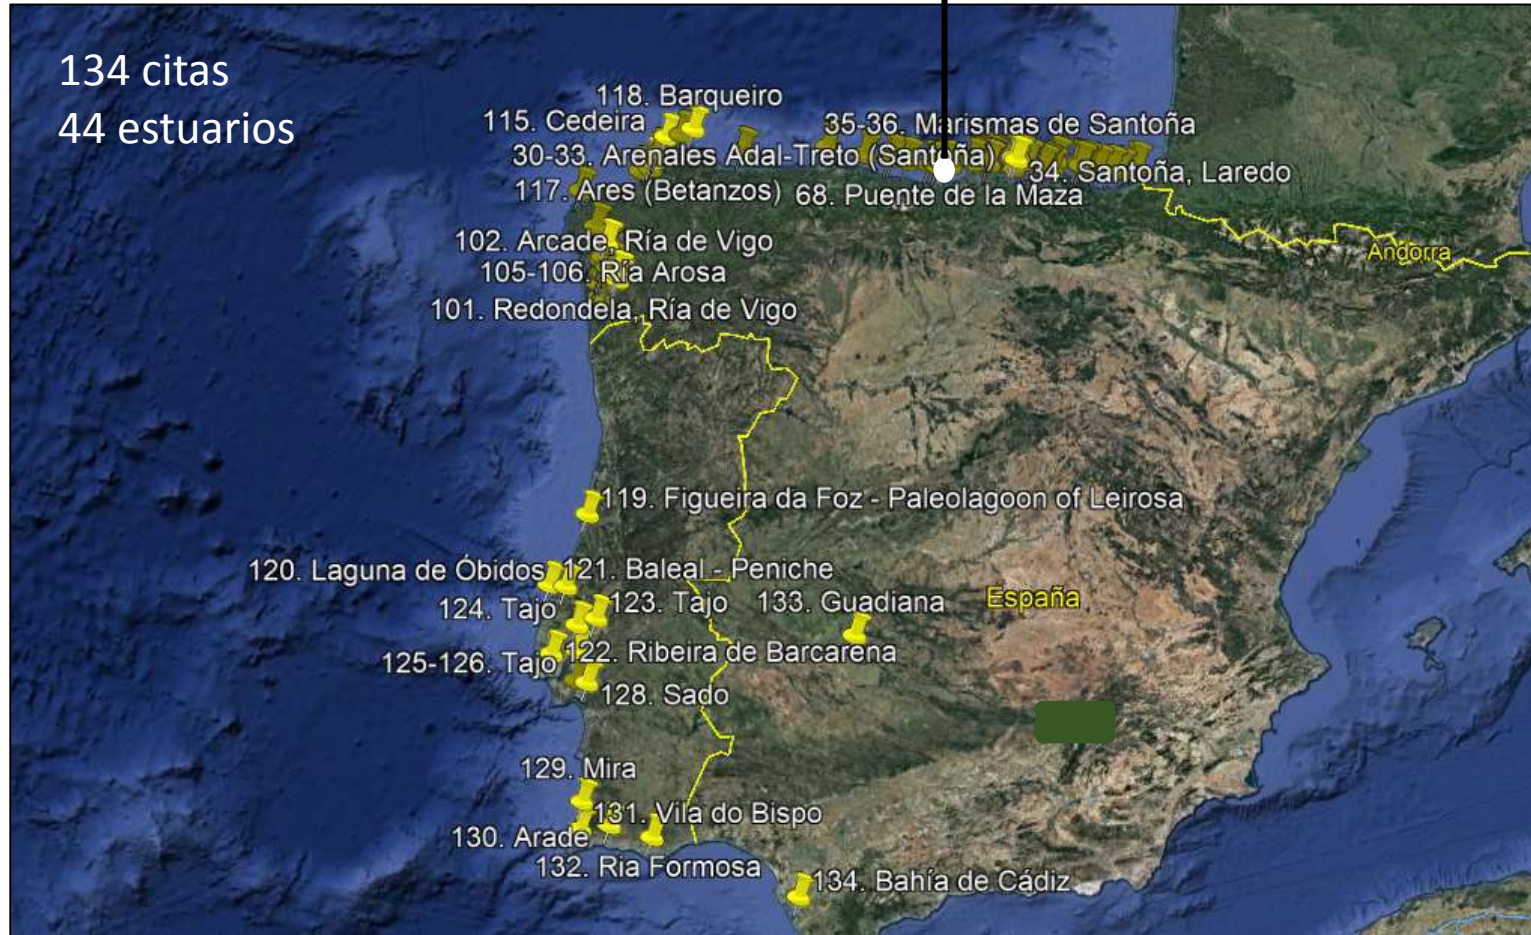 134 citas
44 estuarios
118. Barqueiro
115. Cedeira
35-36. Marismas de Santoña
30-33. Arenales Adal-Treto (Santoña)
34. Santoña, Laredo
117. Ares (Betanzos)
68. Puente de la Maza
102. Arcade, Ría de Vigo
Andorra
105-106. Ría Arosa
101. Redondela, Ría de Vigo
119. Figueira da Foz - Paleolagoon of Leirosa
120. Laguna de Óbidos
121. Baleal - Peniche
124. Tajo
123. Tajo
133. Guadiana
España
125-126. Tajo
122. Ribeira de Barcarena
128. Sado
129. Mira
131. Vila do Bispo
130. Arade
132. Ria Formosa
134. Bahía de Cádiz